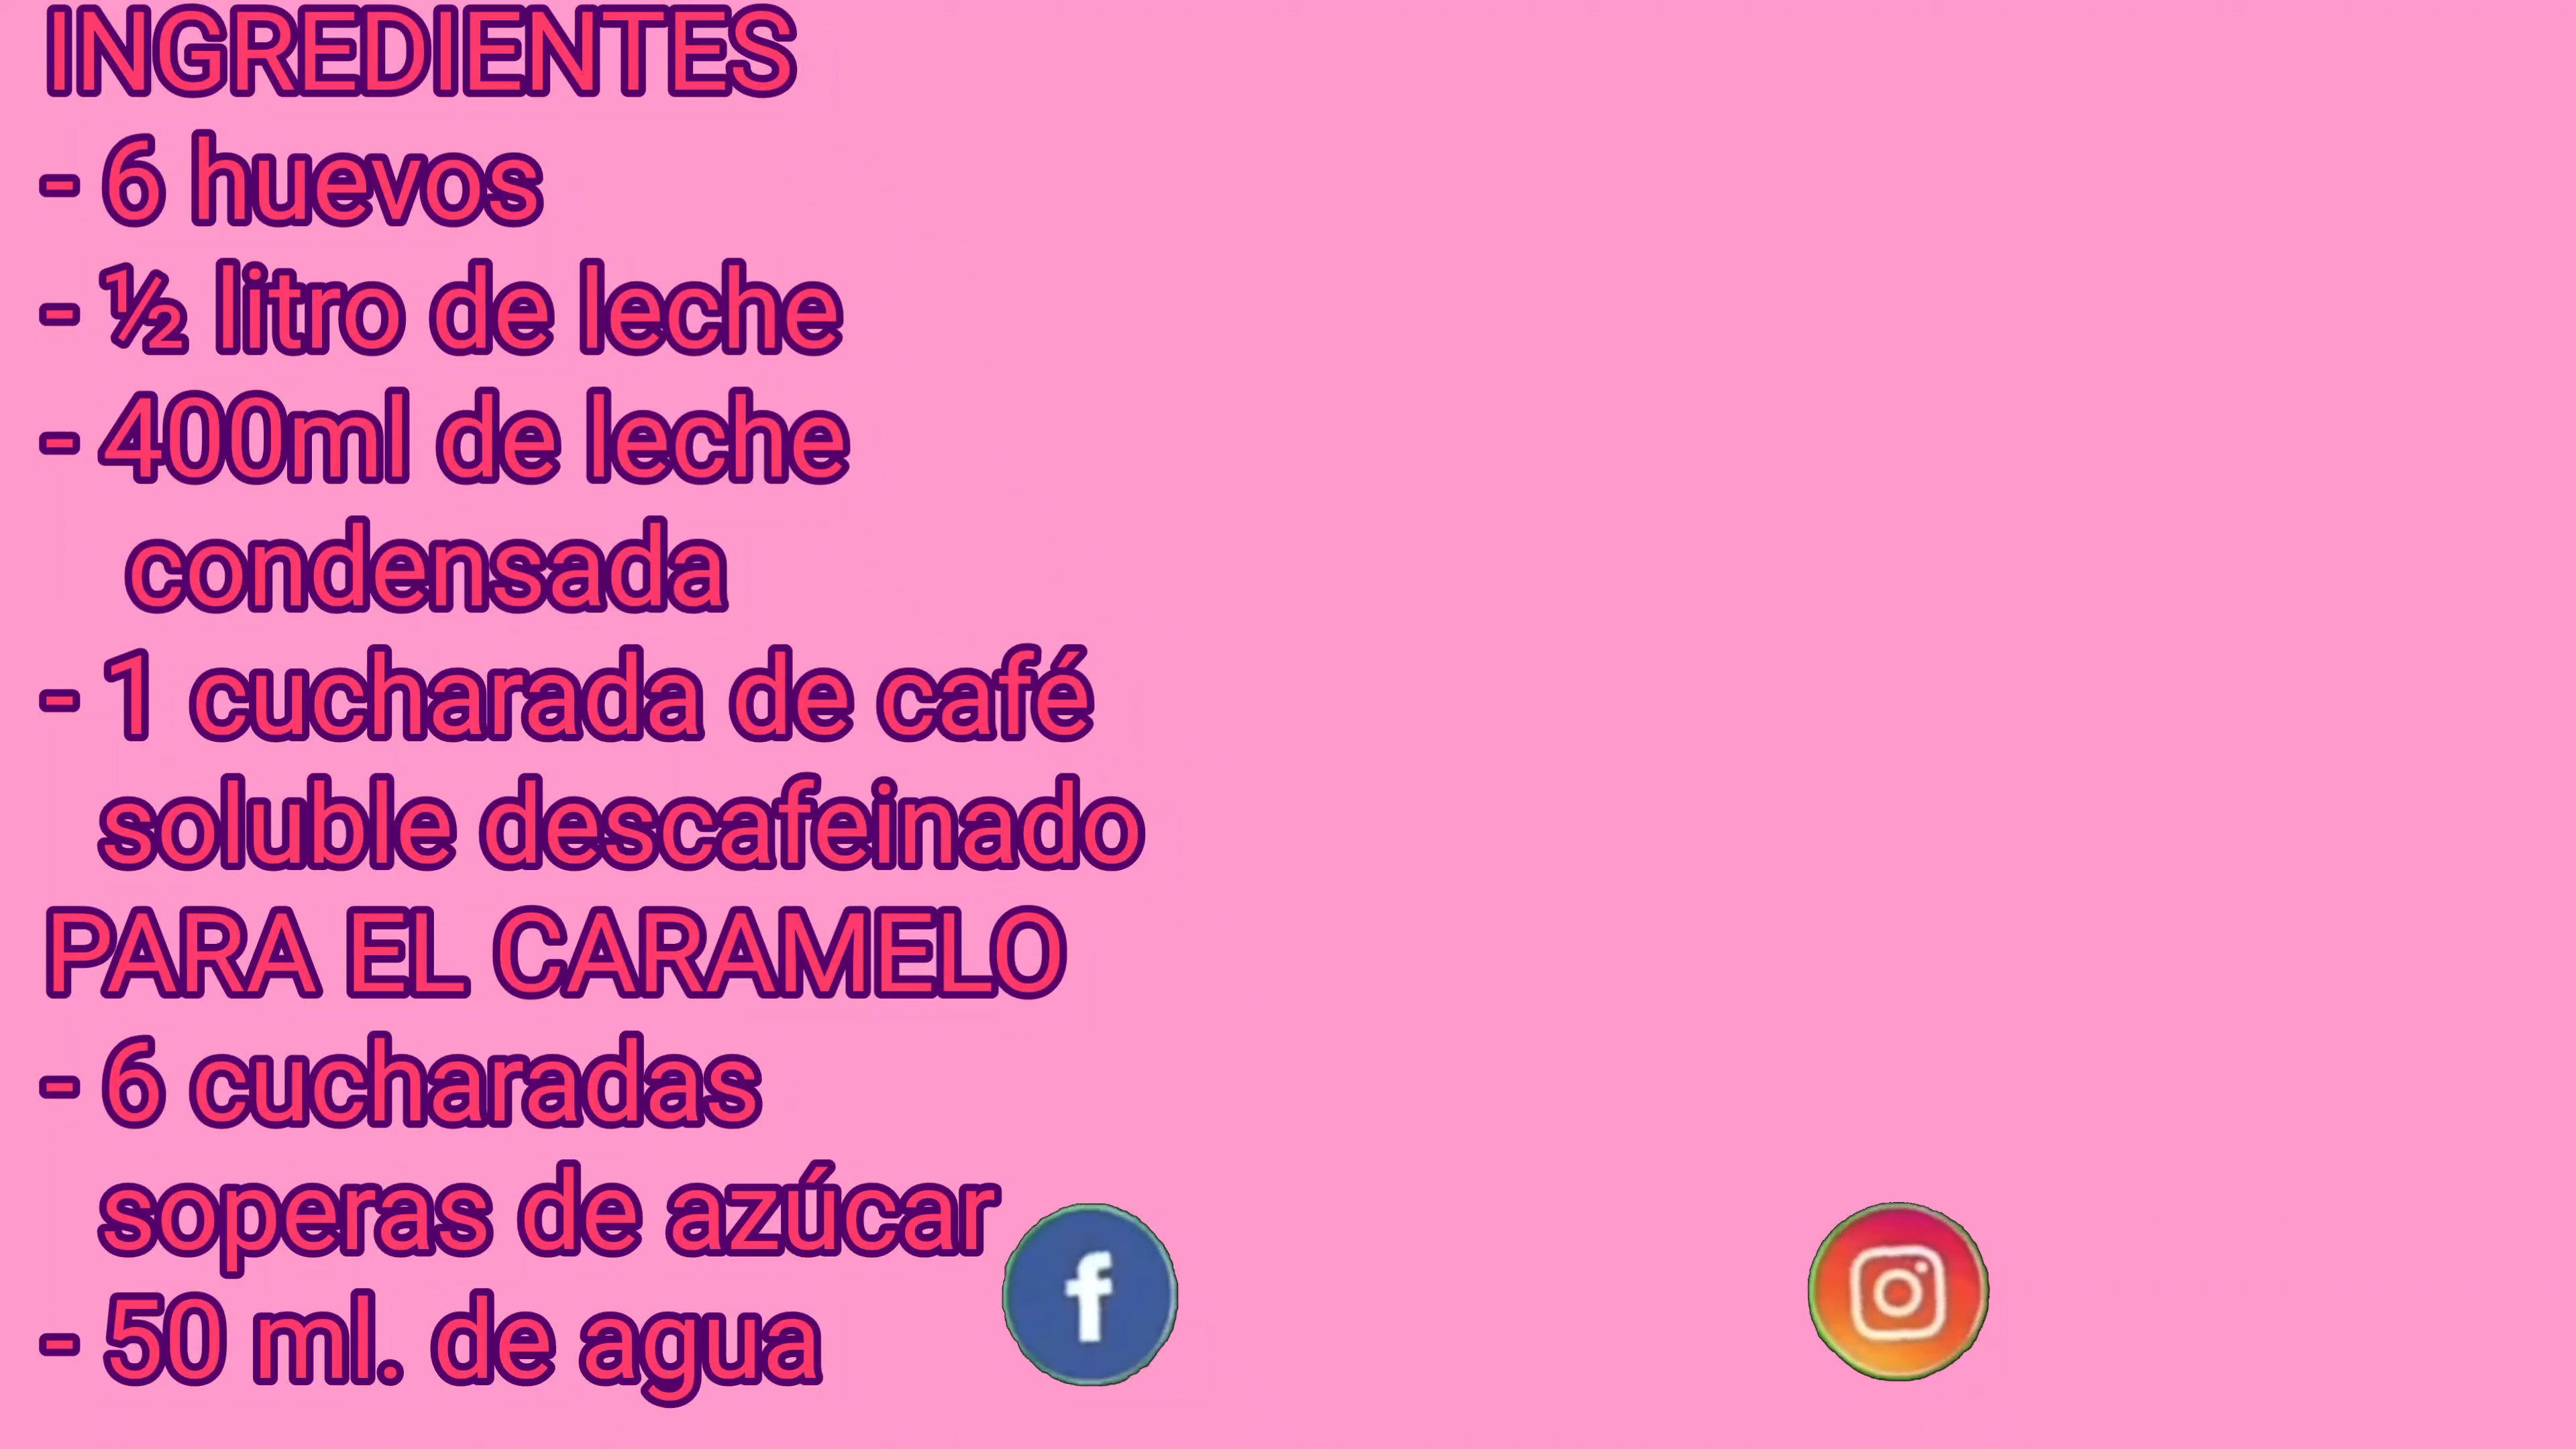 INGREDIENTES
- 6 huevos
- ½ litro de leche
- 400ml de leche
condensada
- 1 cucharada de café
soluble descafeinado
PARA EL CARAMELO
- 6 cucharadas
soperas de azúcar
- 50 ml. de agua
f